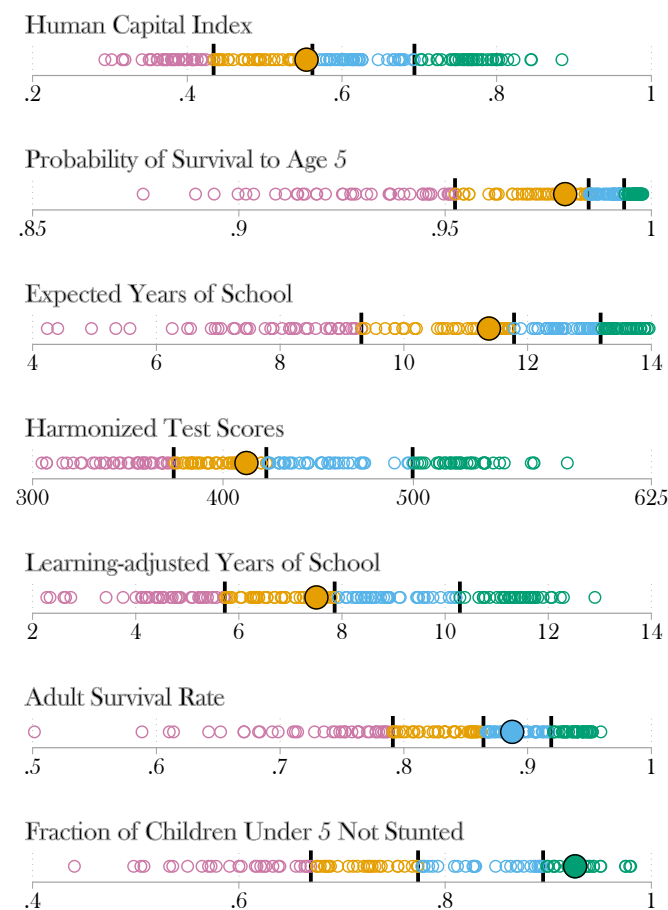 Human Capital Index
.2 .4 .6 .8 1
Probability of Survival to Age 5
.85 .9 .95 1
Expected Years of School
4 6 8 10 12 14
Harmonized Test Scores
300 400 500 625
Learning-adjusted Years of School
2 4 6 8 10 12 14
Adult Survival Rate
.5 .6 .7 .8 .9 1
Fraction of Children Under 5 Not Stunted
.4 .6 .8 1